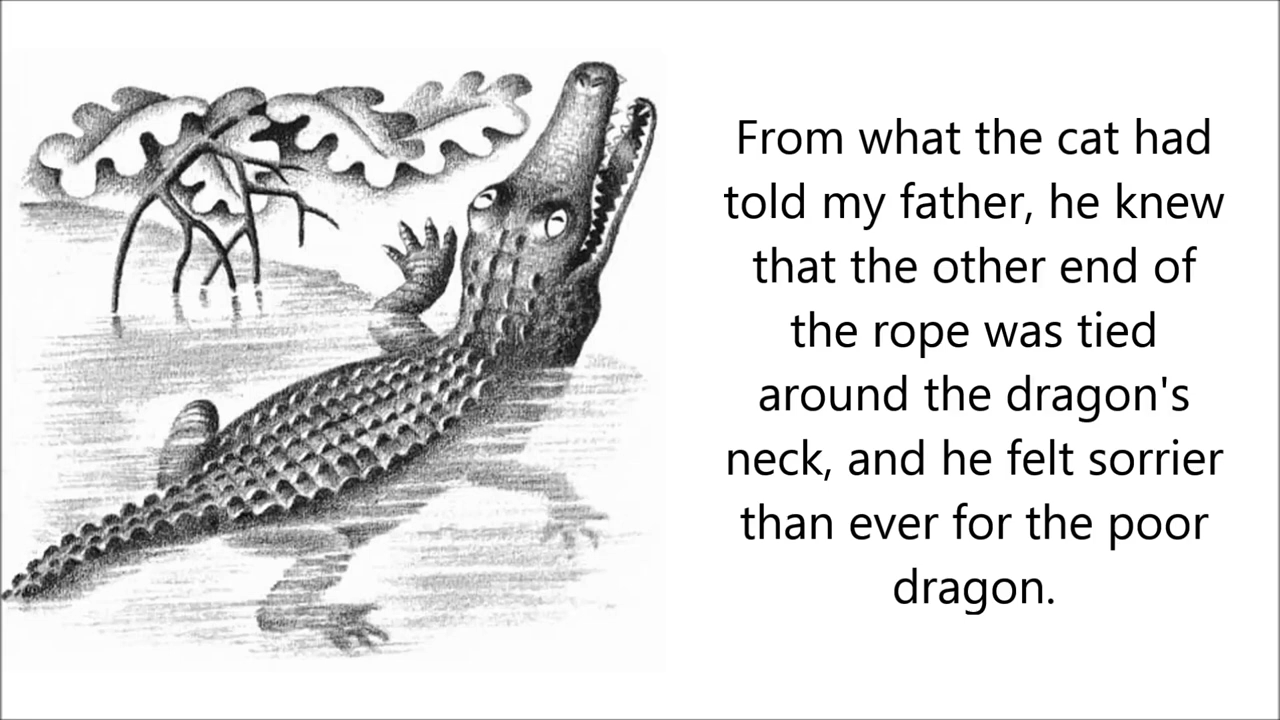 From what the cat had
told my father, he knew
that the other end of
the rope was tied
around the dragon's
neck, and he felt sorrier
than ever for the poor
dragon.